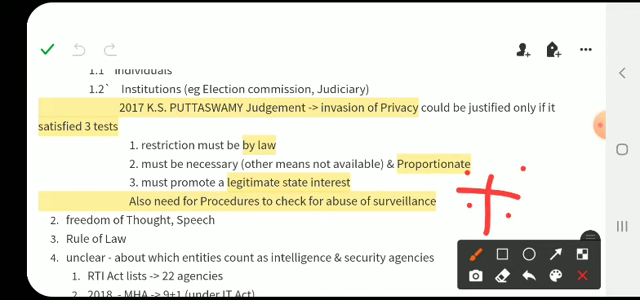 1.1 Individuals
1.2` Institutions (eg Election commission, Judiciary)
2017 K.S. PUTTASWAMY Judgement -> invasion of Privacy could be justified only if it
satisfied 3 tests
1. restriction must be by law
2. must be necessary (other means not available) & Proportionate
3. must promote a legitimate state interest
Also need for Procedures to check for abuse of surveillance
2. freedom of Thought, Speech
3. Rule of Law
4. unclear - about which entities count as intelligence & security agencies
1. RTI Act lists -> 22 agencies
2. 2018 - MHA -> 9+1 (under IT Act)